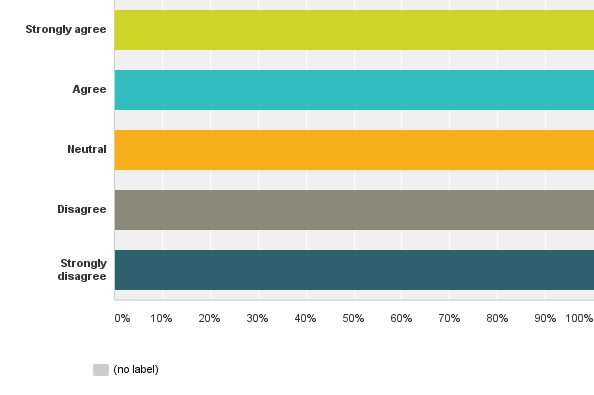 Strongly agree
Agree
Neutral
Disagree
Strongly
disagree
0% 10% 20% 30% 40% 50% 60% 70% 80% 90% 100%
(no label)